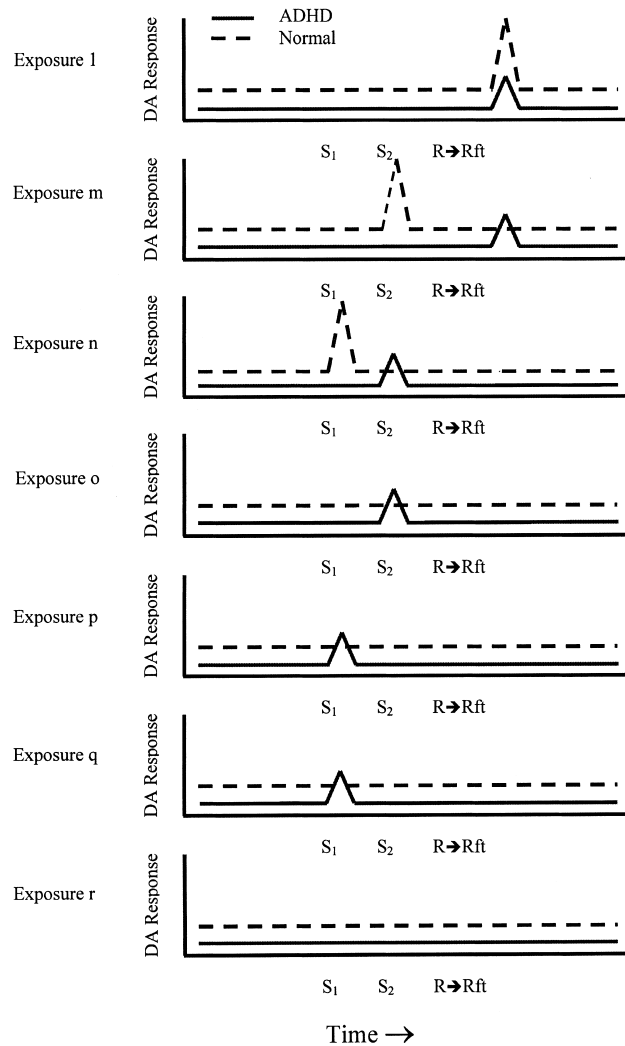 ADHD
Normal
Exposure 1
DA Response
S₁ S₂ R➔Rft
Exposure m
DA Response
S₁ S₂ R➔Rft
Exposure n
DA Response
S₁ S₂ R➔Rft
Exposure o
DA Response
S₁ S₂ R➔Rft
Exposure p
DA Response
S₁ S₂ R➔Rft
Exposure q
DA Response
S₁ S₂ R➔Rft
Exposure r
DA Response
S₁ S₂ R➔Rft
Time →